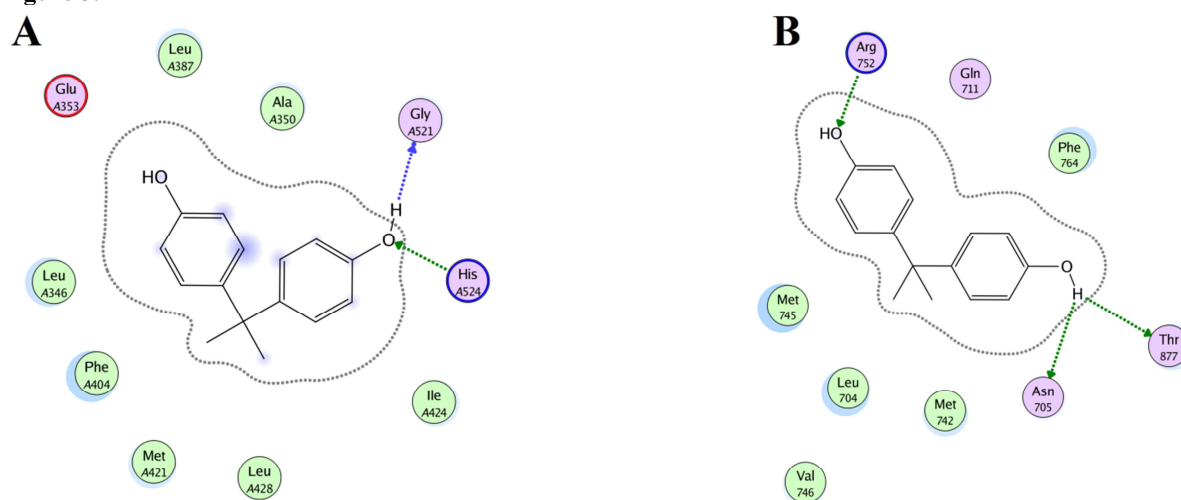 A
Leu
A387
Glu
A353
Ala
A350
Gly
A521
HO
H
O
His
A524
Leu
A346
Phe
A404
Ile
A424
Met
A421
Leu
A428
B
Arg
752
Gln
711
HO
Phe
764
O
H
Met
745
Thr
877
Leu
704
Asn
705
Met
742
Val
746